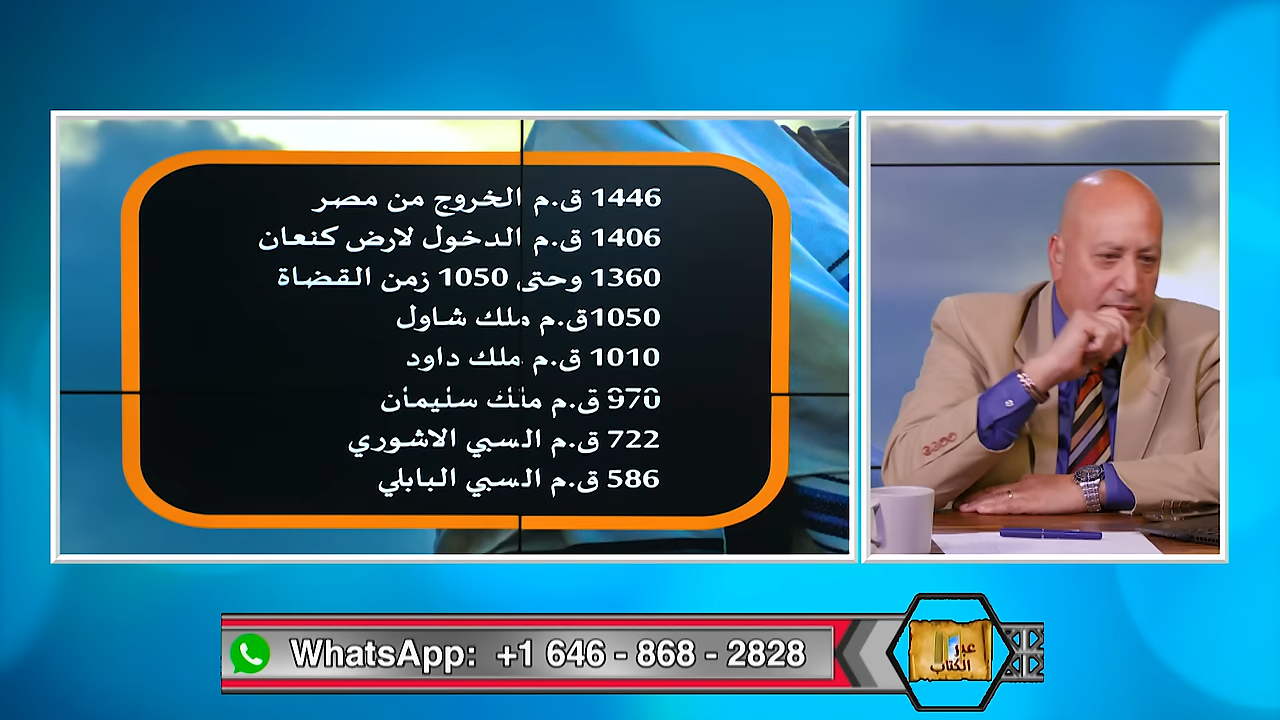 1446 ق.م الخروج من مصر
1406 ق.م الدخول لارض كنعان
1360 وحتى 1050 زمن القضاة
1050ق.م ملك شاول
1010 ق.م ملك داود
970 ق.م ملك سليمان
722 ق.م السبي الاشوري
586 ق.م السبي البابلي
WhatsApp: +1 646 - 868 - 2828
عبر
الكتاب